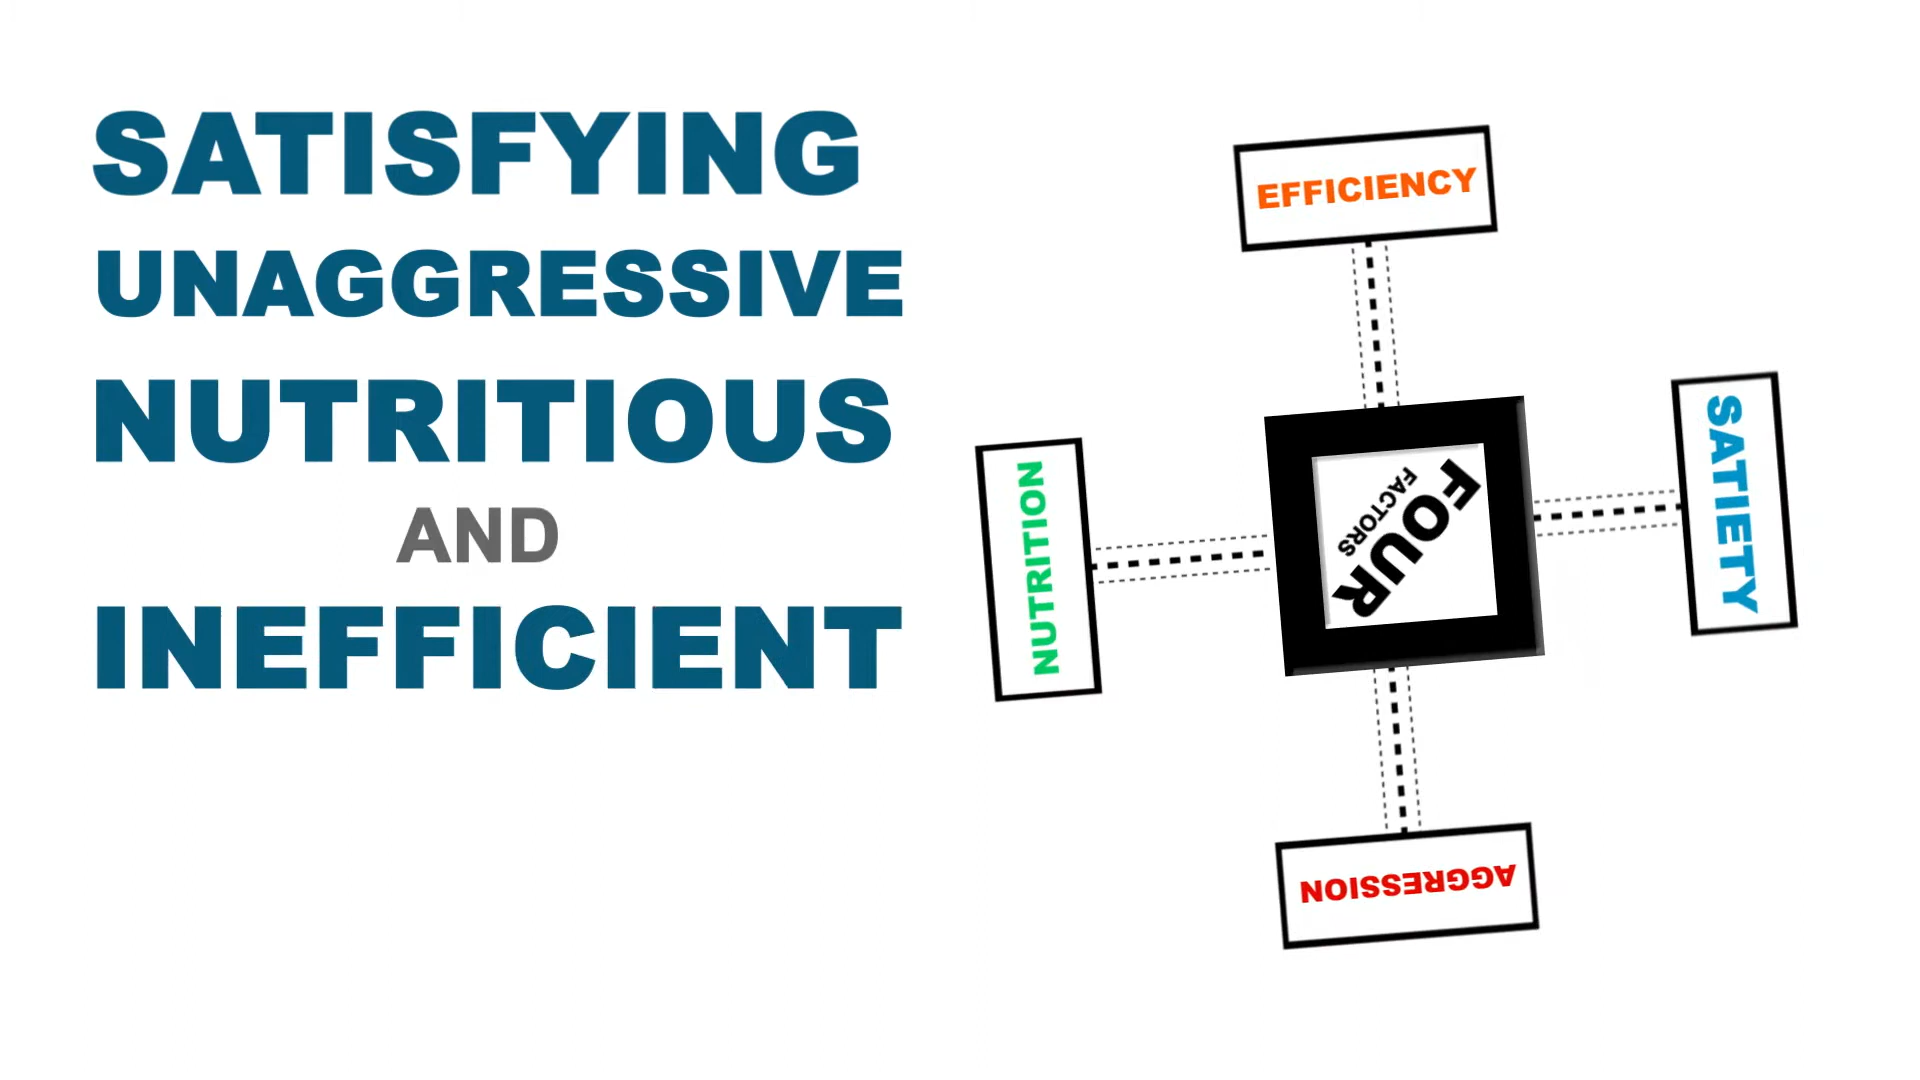 SATISFYING
UNAGGRESSIVE
NUTRITIOUS
AND
INEFFICIENT
EFFICIENCY
SATIETY
NUTRITION
FOUR
FACTORS
AGGRESSION